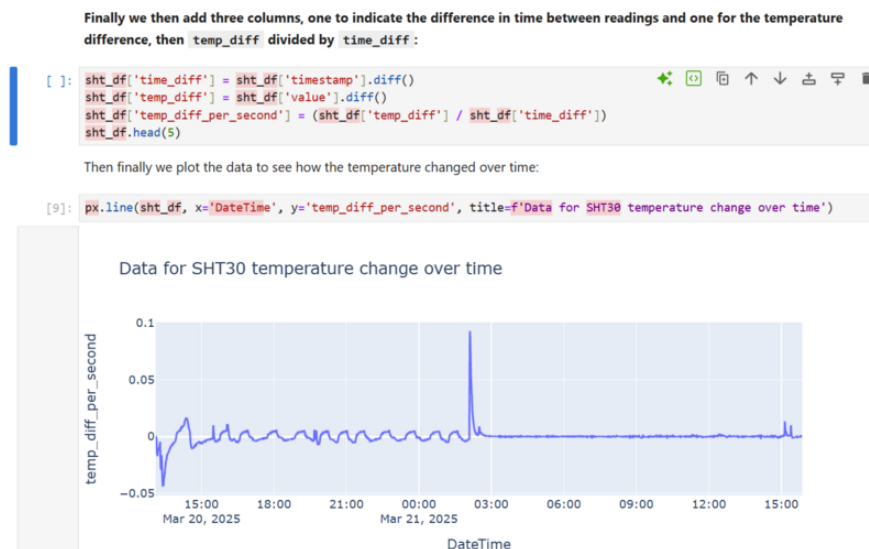 Finally we then add three columns, one to indicate the difference in time between readings and one for the temperature
difference, then temp_diff divided by time_diff :
[ ]: sht_df['time_diff'] = sht_df['timestamp'].diff()
sht_df['temp_diff'] = sht_df['value'].diff()
sht_df['temp_diff_per_second'] = (sht_df['temp_diff'] / sht_df['time_diff'])
sht_df.head(5)
Then finally we plot the data to see how the temperature changed over time:
[9]: px.line(sht_df, x='DateTime', y='temp_diff_per_second', title=f'Data for SHT30 temperature change over time')
Data for SHT30 temperature change over time
temp_diff_per_second
0.1
0.05
0
−0.05
15:00 18:00 21:00 00:00 03:00 06:00 09:00 12:00 15:00
Mar 20, 2025 Mar 21, 2025
DateTime